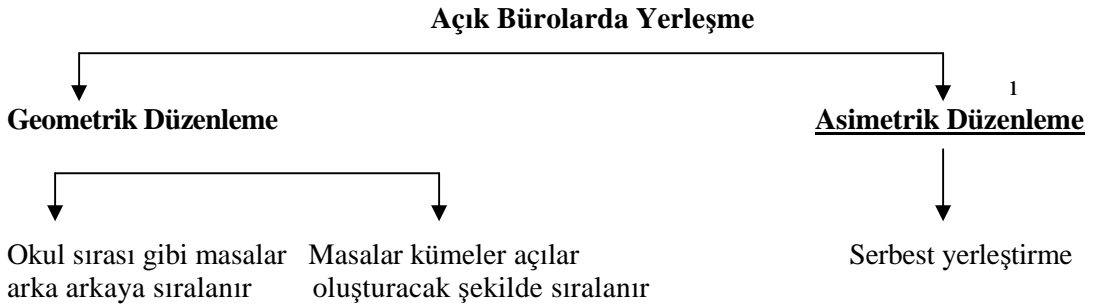 Açık Bürolarda Yerleşme
1
Geometrik Düzenleme Asimetrik Düzenleme
Okul sırası gibi masalar Masalar kümeler açılar Serbest yerleştirme
arka arkaya sıralanır oluşturacak şekilde sıralanır